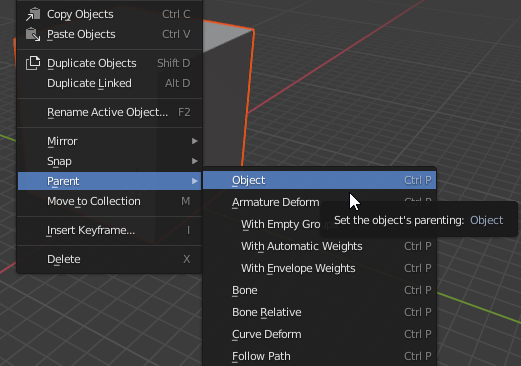 Copy Objects Ctrl C
Paste Objects Ctrl V
Duplicate Objects Shift D
Duplicate Linked Alt D
Rename Active Object... F2
Mirror
Snap
Parent
Move to Collection M
Insert Keyframe... I
Delete X
Object Ctrl P
Armature Deform Ctrl P
With Empty
Set the object's parenting: Object
With Automatic Weights Ctrl P
With Envelope Weights Ctrl P
Bone Ctrl P
Bone Relative Ctrl P
Curve Deform Ctrl P
Follow Path Ctrl P